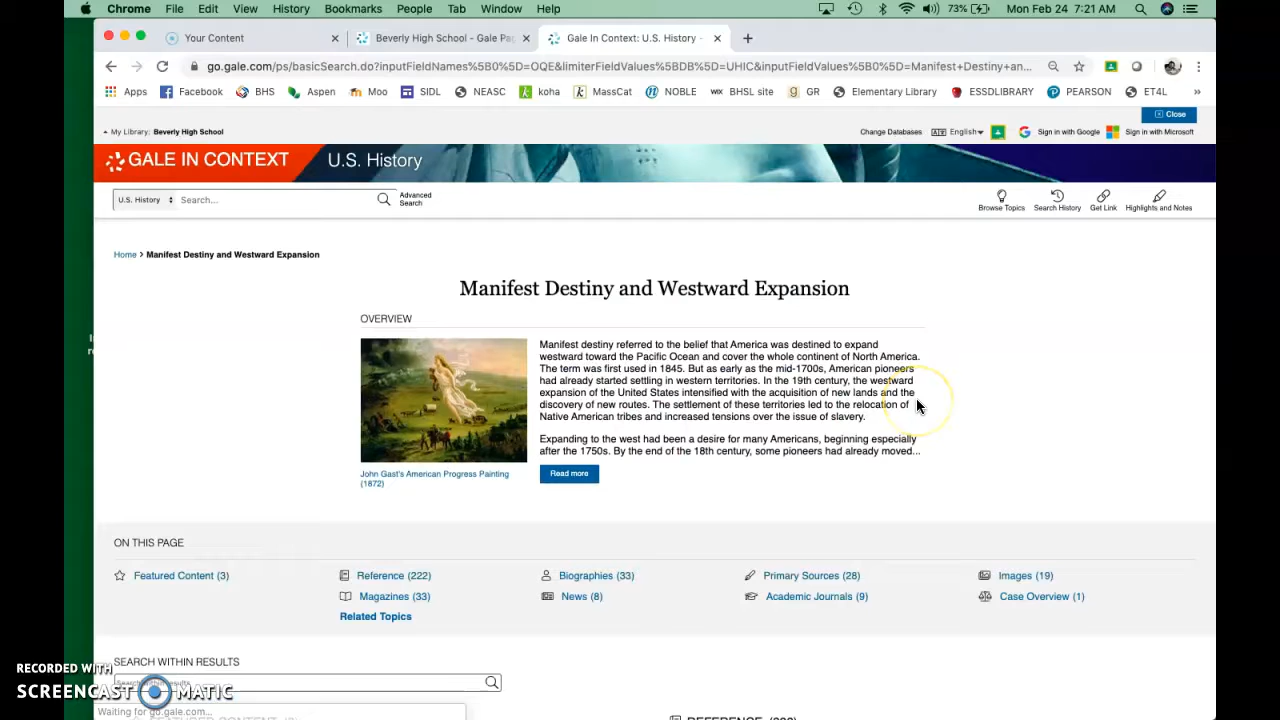 Chrome File Edit View History Bookmarks People Tab Window Help 73% Mon Feb 24 7:21 AM
Your Content × Beverly High School - Gale Pa × Gale In Context: U.S. History - × +
go.gale.com/ps/basicSearch.do?inputFieldNames%5B0%5D=OQE&limiterFieldValues%5BDB%5D=UHIC&inputFieldValues%5B0%5D=Manifest+Destiny+an...
Apps Facebook BHS Aspen Moo SIDL NEASC koha MassCat NOBLE WIX BHSL site GR Elementary Library ESSDLIBRARY PEARSON ET4L »
Close
My Library: Beverly High School Change Databases English Sign in with Google Sign in with Microsoft
GALE IN CONTEXT U.S. History
U.S. History Search... Advanced Search
Browse Topics Search History Get Link Highlights and Notes
Home > Manifest Destiny and Westward Expansion
Manifest Destiny and Westward Expansion
OVERVIEW
Manifest destiny referred to the belief that America was destined to expand
westward toward the Pacific Ocean and cover the whole continent of North America.
The term was first used in 1845. But as early as the mid-1700s, American pioneers
had already started settling in western territories. In the 19th century, the westward
expansion of the United States intensified with the acquisition of new lands and the
discovery of new routes. The settlement of these territories led to the relocation of
Native American tribes and increased tensions over the issue of slavery.
Expanding to the west had been a desire for many Americans, beginning especially
after the 1750s. By the end of the 18th century, some pioneers had already moved...
John Gast's American Progress Painting
(1872)
Read more
ON THIS PAGE
Featured Content (3) Reference (222) Biographies (33) Primary Sources (28) Images (19)
Magazines (33) News (8) Academic Journals (9) Case Overview (1)
Related Topics
SEARCH WITHIN RESULTS
RECORDED WITH
SCREENCAST MATIC
Waiting for go.gale.com...